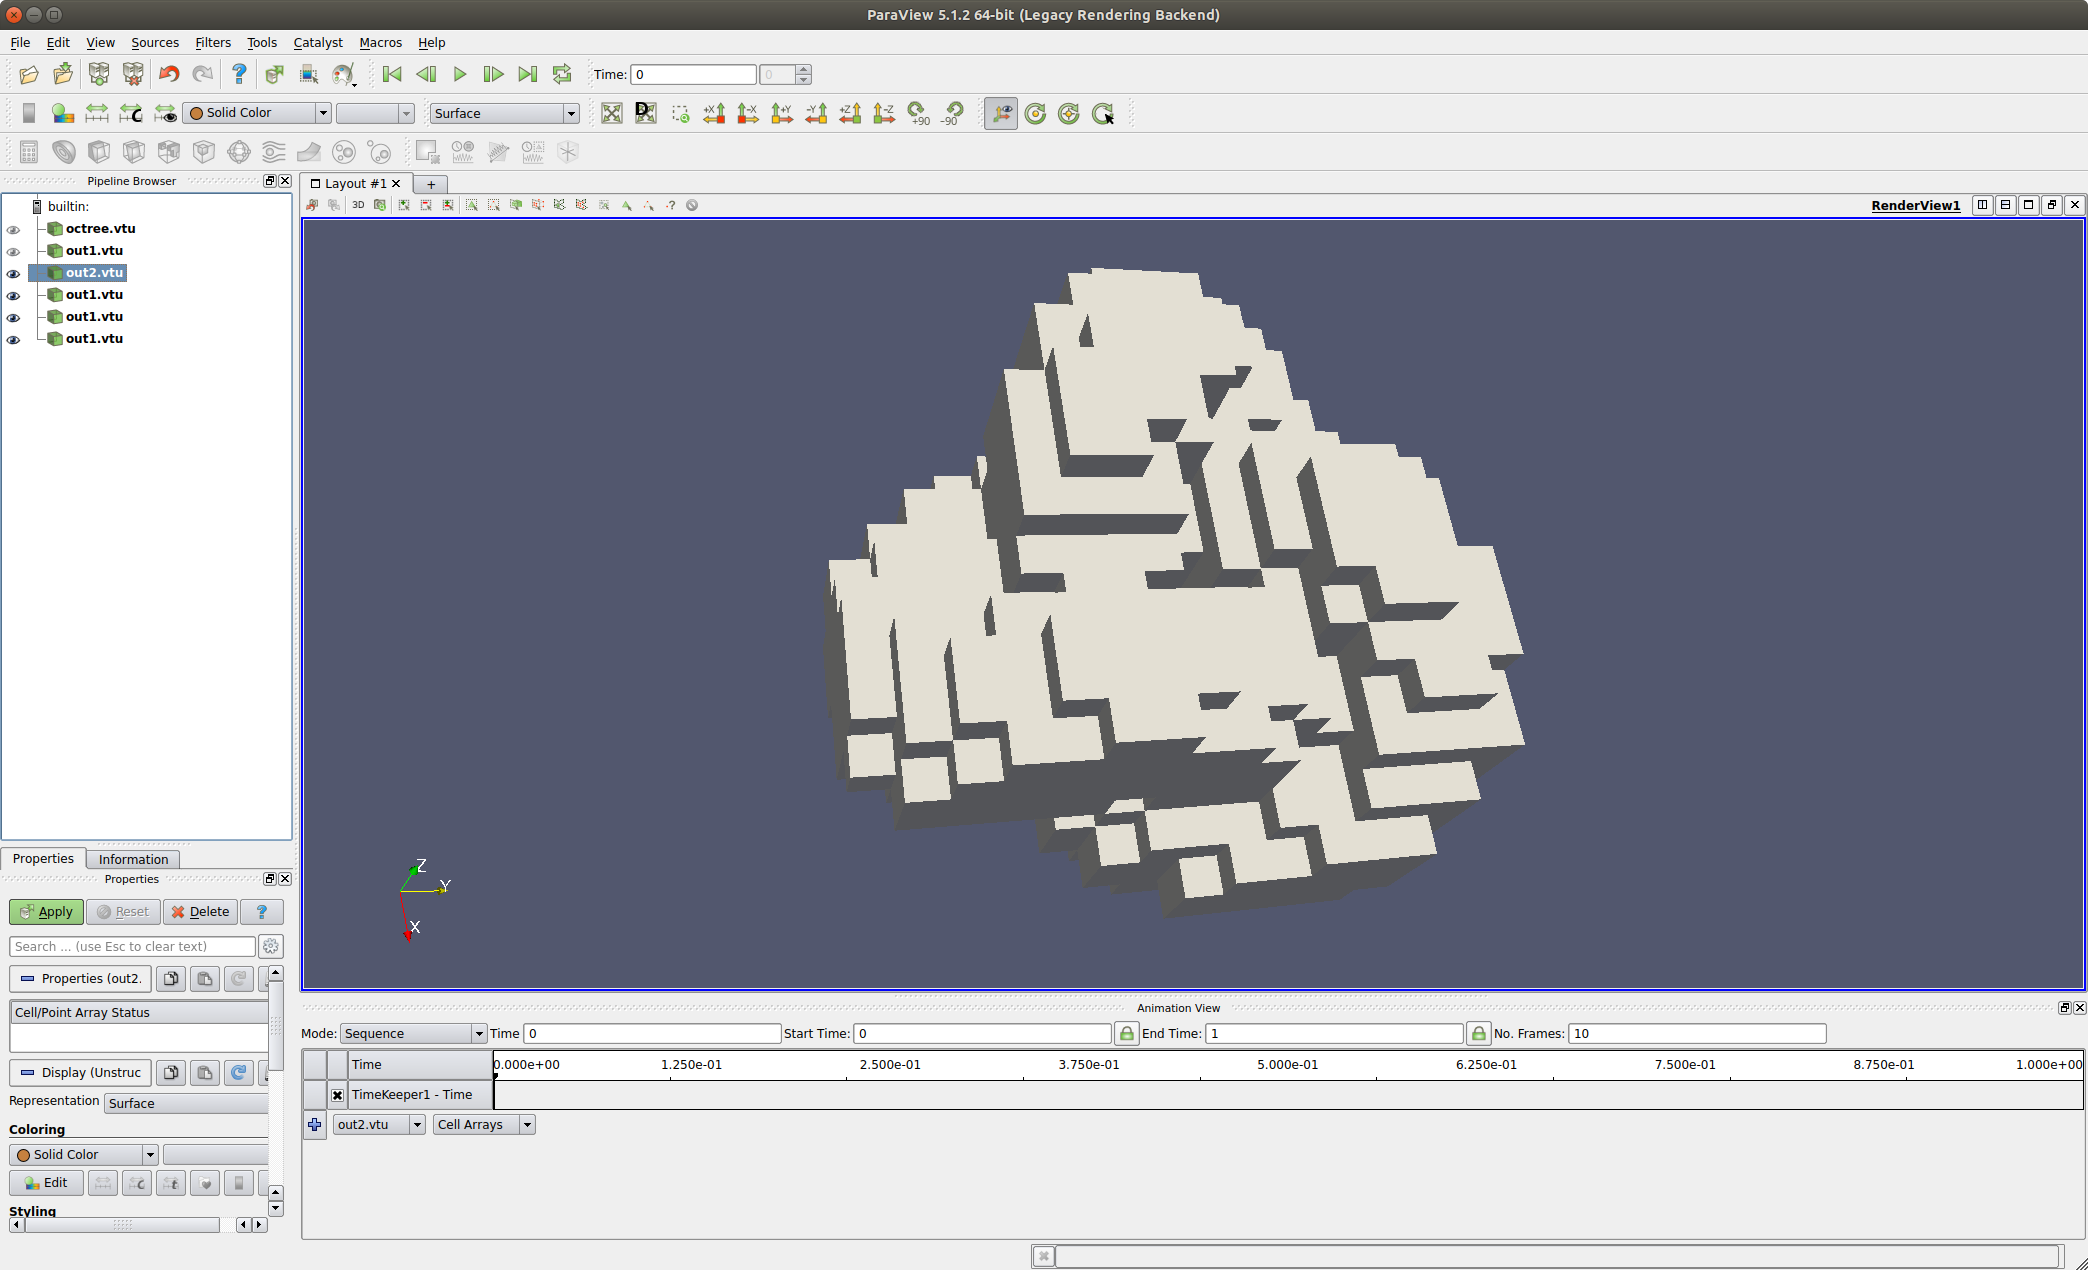 ParaView 5.1.2 64-bit (Legacy Rendering Backend)
File Edit View Sources Filters Tools Catalyst Macros Help
Time: 0 0
Solid Color Surface +X -X +Y -Y +Z -Z +90 -90
Pipeline Browser
Layout #1
3D
RenderView1
builtin:
octree.vtu
out1.vtu
out2.vtu
out1.vtu
out1.vtu
out1.vtu
Z
Y
X
Properties Information
Properties
Apply Reset Delete ?
Search ... (use Esc to clear text)
Properties (out2.
Cell/Point Array Status
Display (Unstruc
Representation Surface
Coloring
Solid Color
Edit
Styling
Animation View
Mode: Sequence Time 0 Start Time: 0 End Time: 1 No. Frames: 10
Time 0.000e+00 1.250e-01 2.500e-01 3.750e-01 5.000e-01 6.250e-01 7.500e-01 8.750e-01 1.000e+00
TimeKeeper1 - Time
out2.vtu Cell Arrays